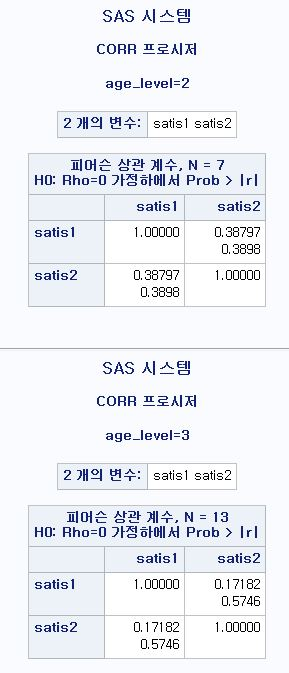 SAS 시스템
CORR 프로시저
age_level=2
2 개의 변수: satis1 satis2
피어슨 상관 계수, N = 7
H0: Rho=0 가정하에서 Prob > |r|
satis1 satis2
satis1 1.00000 0.38797
0.3898
satis2 0.38797 1.00000
0.3898
SAS 시스템
CORR 프로시저
age_level=3
2 개의 변수: satis1 satis2
피어슨 상관 계수, N = 13
H0: Rho=0 가정하에서 Prob > |r|
satis1 satis2
satis1 1.00000 0.17182
0.5746
satis2 0.17182 1.00000
0.5746